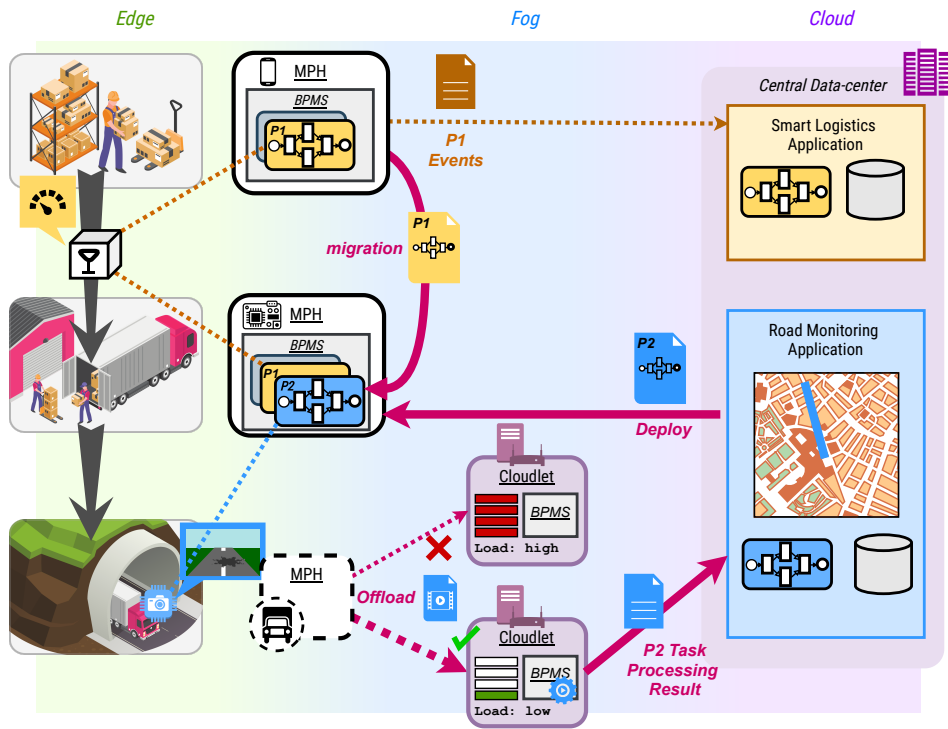 Edge
Fog
Cloud
MPH
BPMS
P1
P1
Events
Central Data-center
Smart Logistics
Application
migration
P1
MPH
BPMS
P1
P2
P2
Deploy
Road Monitoring
Application
Cloudlet
BPMS
Load: high
MPH
Offload
Cloudlet
BPMS
Load: low
P2 Task
Processing
Result